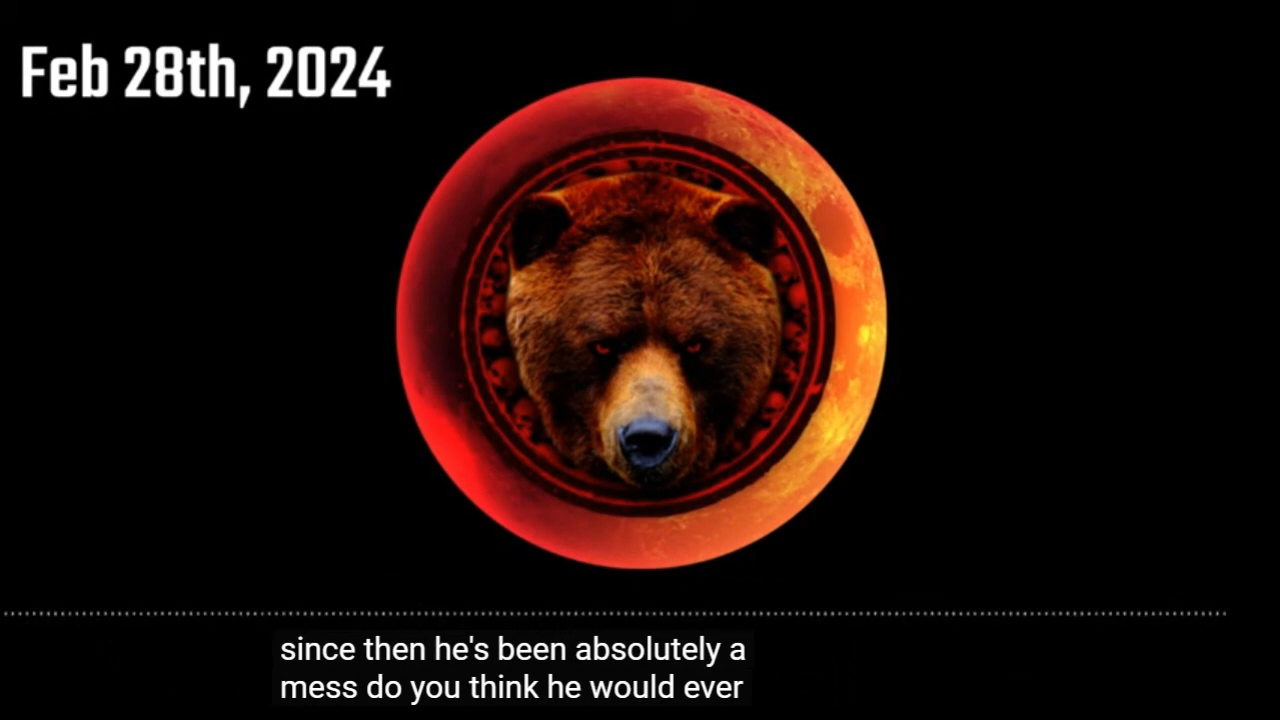 Feb 28th, 2024
since then he's been absolutely a
mess do you think he would ever